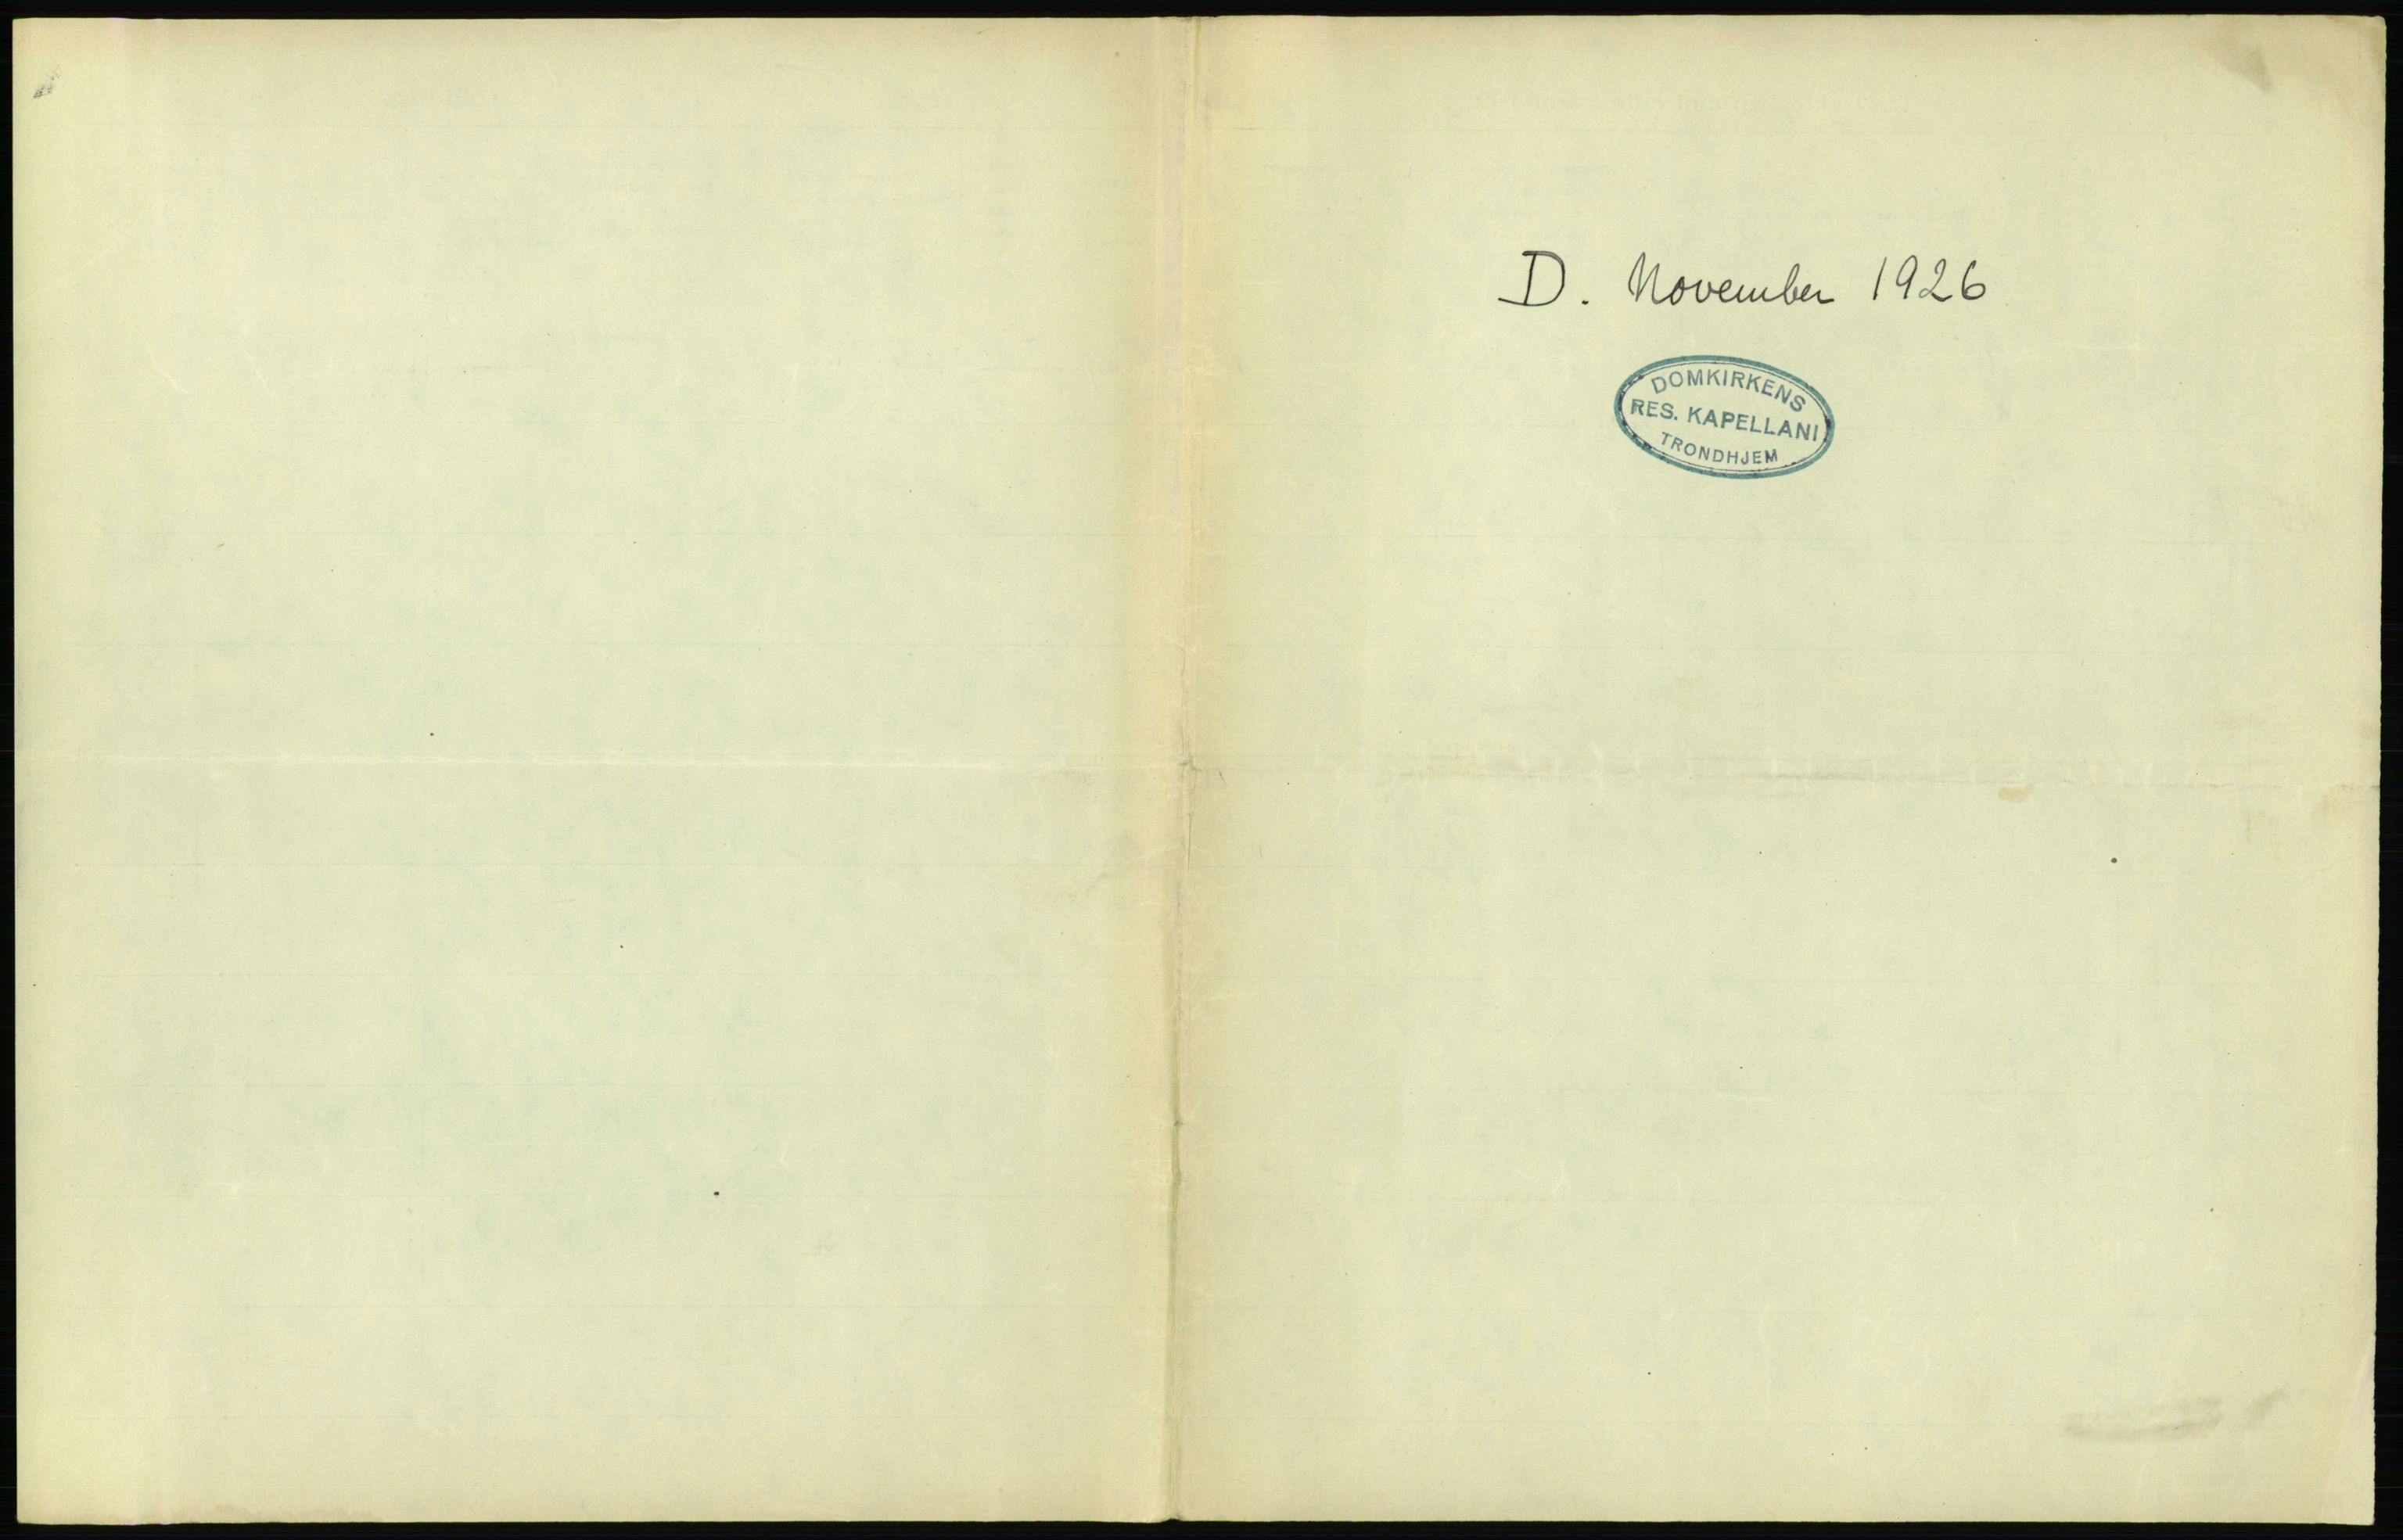 D. November 1926
DOMKIRKENS
RES. KAPELLANI
TRONDHJEM